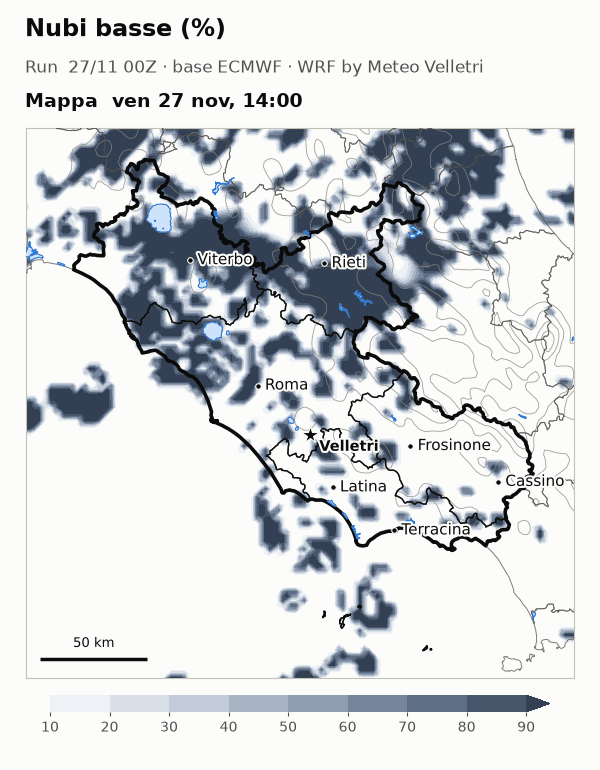 Nubi basse (%)
Run  27/11 00Z · base ECMWF · WRF by Meteo Velletri
Mappa  ven 27 nov, 14:00
Viterbo
Rieti
Roma
Velletri
Frosinone
Cassino
Latina
Terracina
50 km
10 20 30 40 50 60 70 80 90